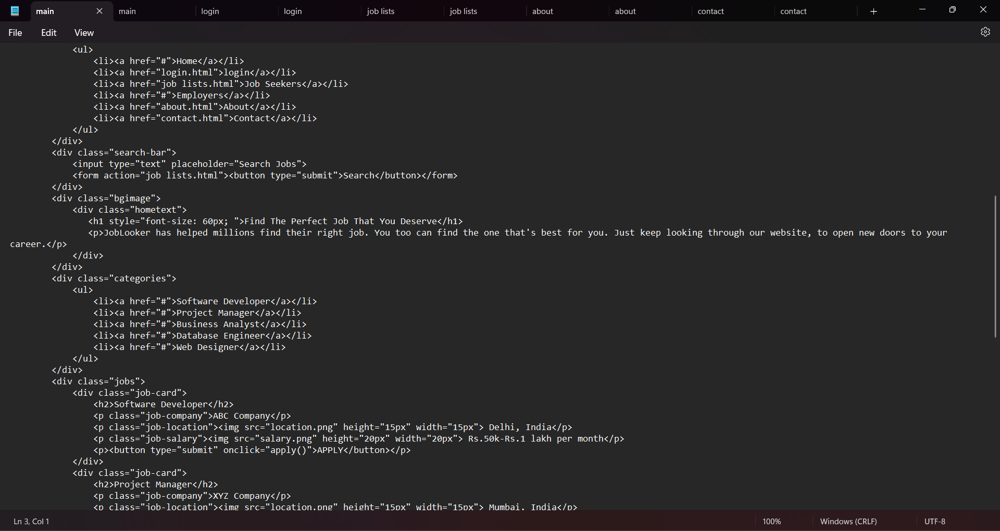 main
main
login
login
job lists
job lists
about
about
contact
contact
File Edit View
<ul>
<li><a href="#">Home</a></li>
<li><a href="login.html">login</a></li>
<li><a href="job lists.html">Job Seekers</a></li>
<li><a href="#">Employers</a></li>
<li><a href="about.html">About</a></li>
<li><a href="contact.html">Contact</a></li>
</ul>
</div>
<div class="search-bar">
<input type="text" placeholder="Search Jobs">
<form action="job lists.html"><button type="submit">Search</button></form>
</div>
<div class="bgimage">
<div class="hometext">
<h1 style="font-size: 60px; ">Find The Perfect Job That You Deserve</h1>
<p>JobLooker has helped millions find their right job. You too can find the one that's best for you. Just keep looking through our website, to open new doors to your
career.</p>
</div>
</div>
<div class="categories">
<ul>
<li><a href="#">Software Developer</a></li>
<li><a href="#">Project Manager</a></li>
<li><a href="#">Business Analyst</a></li>
<li><a href="#">Database Engineer</a></li>
<li><a href="#">Web Designer</a></li>
</ul>
</div>
<div class="jobs">
<div class="job-card">
<h2>Software Developer</h2>
<p class="job-company">ABC Company</p>
<p class="job-location"><img src="location.png" height="15px" width="15px"> Delhi, India</p>
<p class="job-salary"><img src="salary.png" height="20px" width="20px"> Rs.50k-Rs.1 lakh per month</p>
<p><button type="submit" onclick="apply()">APPLY</button></p>
</div>
<div class="job-card">
<h2>Project Manager</h2>
<p class="job-company">XYZ Company</p>
<p class="job-location"><img src="location.png" height="15px" width="15px"> Mumbai, India</p>
Ln 3, Col 1
100%
Windows (CRLF)
UTF-8